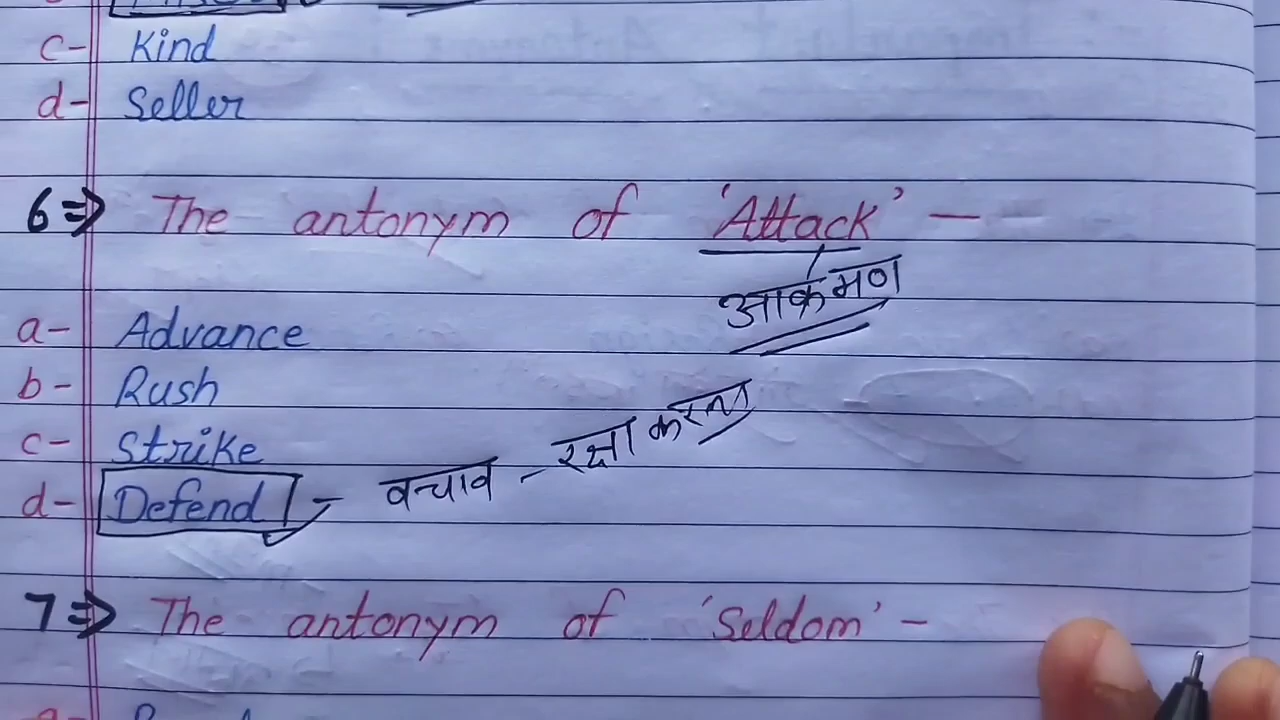 c- Kind
d- Seller
6⇒ The antonym of 'Attack' —
आक्रमण
a- Advance
b- Rush
c- Strike
d- Defend - बचाव - रक्षा करना
7⇒ The antonym of 'Seldom' -